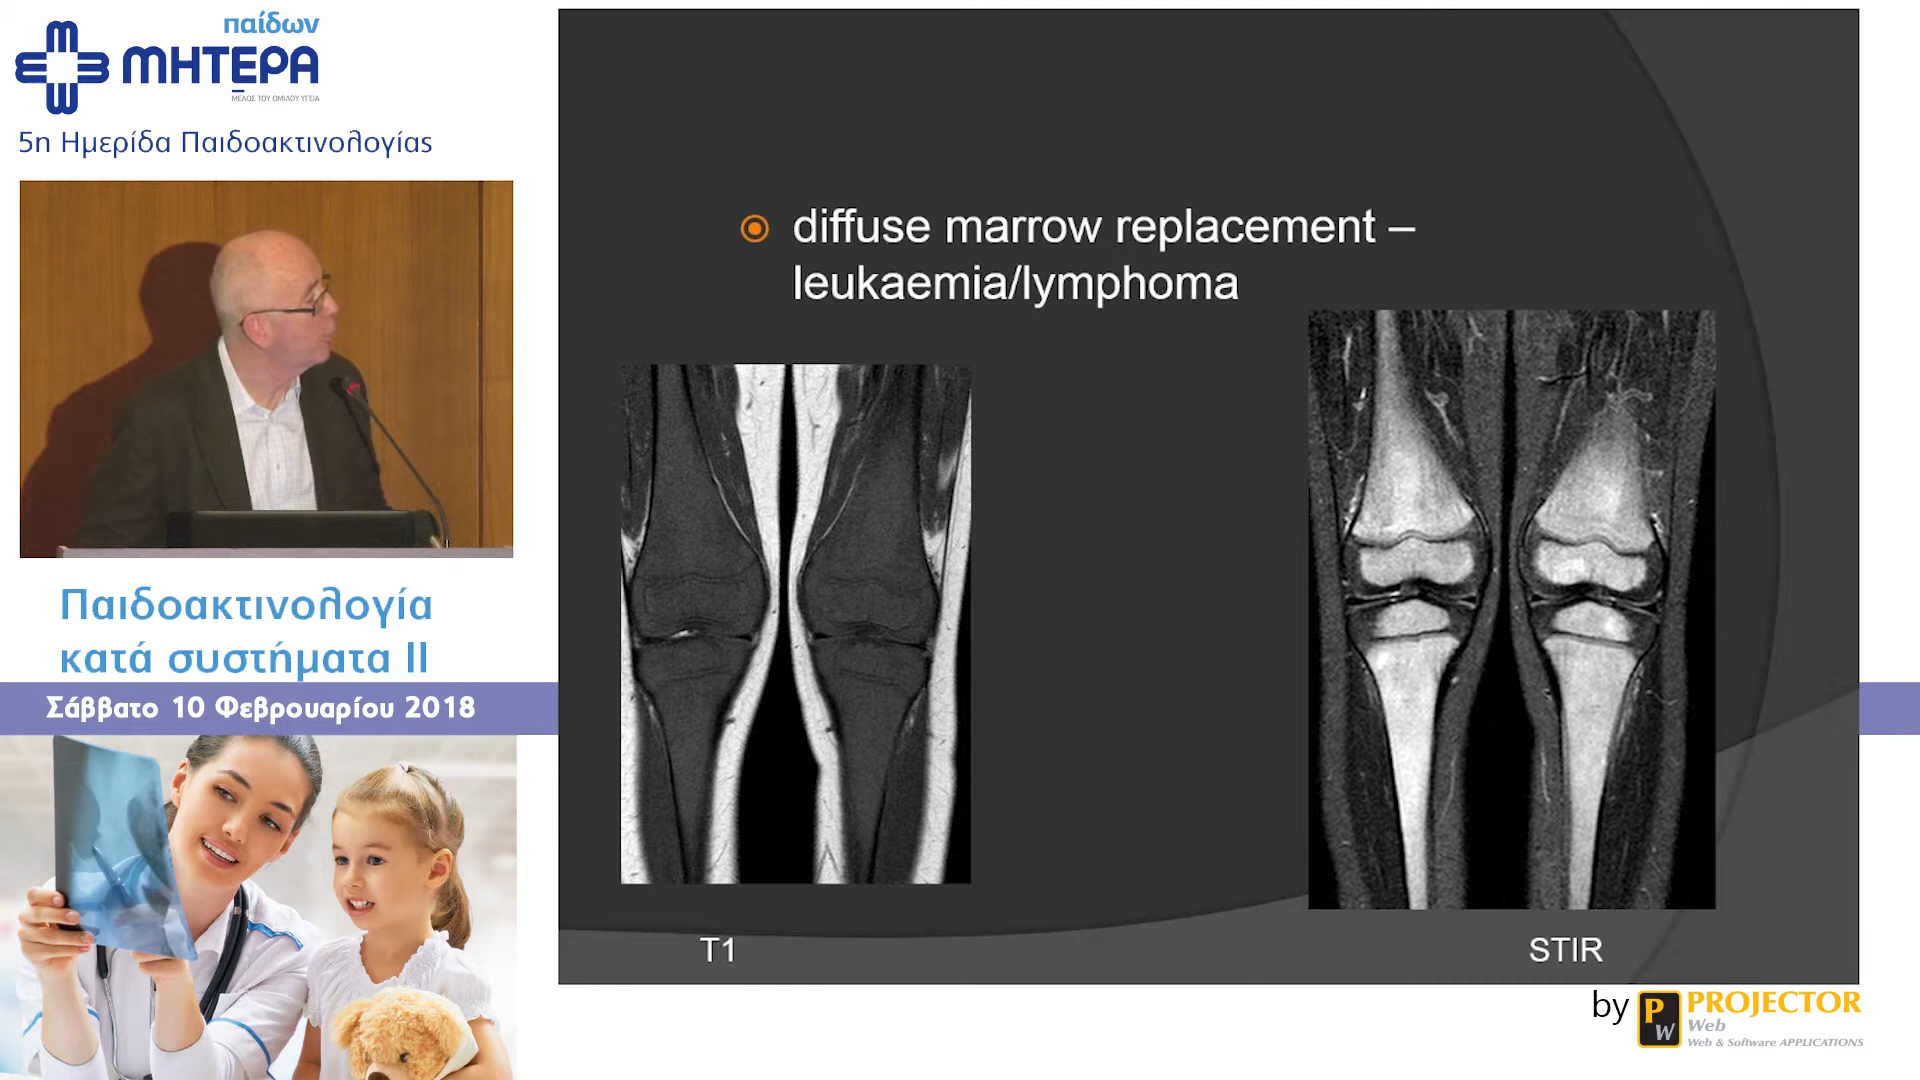 παίδων
ΜΗΤΕΡΑ
ΜΕΛΟΣ ΤΟΥ ΟΜΙΛΟΥ ΥΓΕΙΑ
5η Ημερίδα Παιδοακτινολογίας
Παιδοακτινολογία
κατά συστήματα ΙΙ
Σάββατο 10 Φεβρουαρίου 2018
diffuse marrow replacement –
leukaemia/lymphoma
T1
STIR
by PW PROJECTOR
Web
Web & Software APPLICATIONS